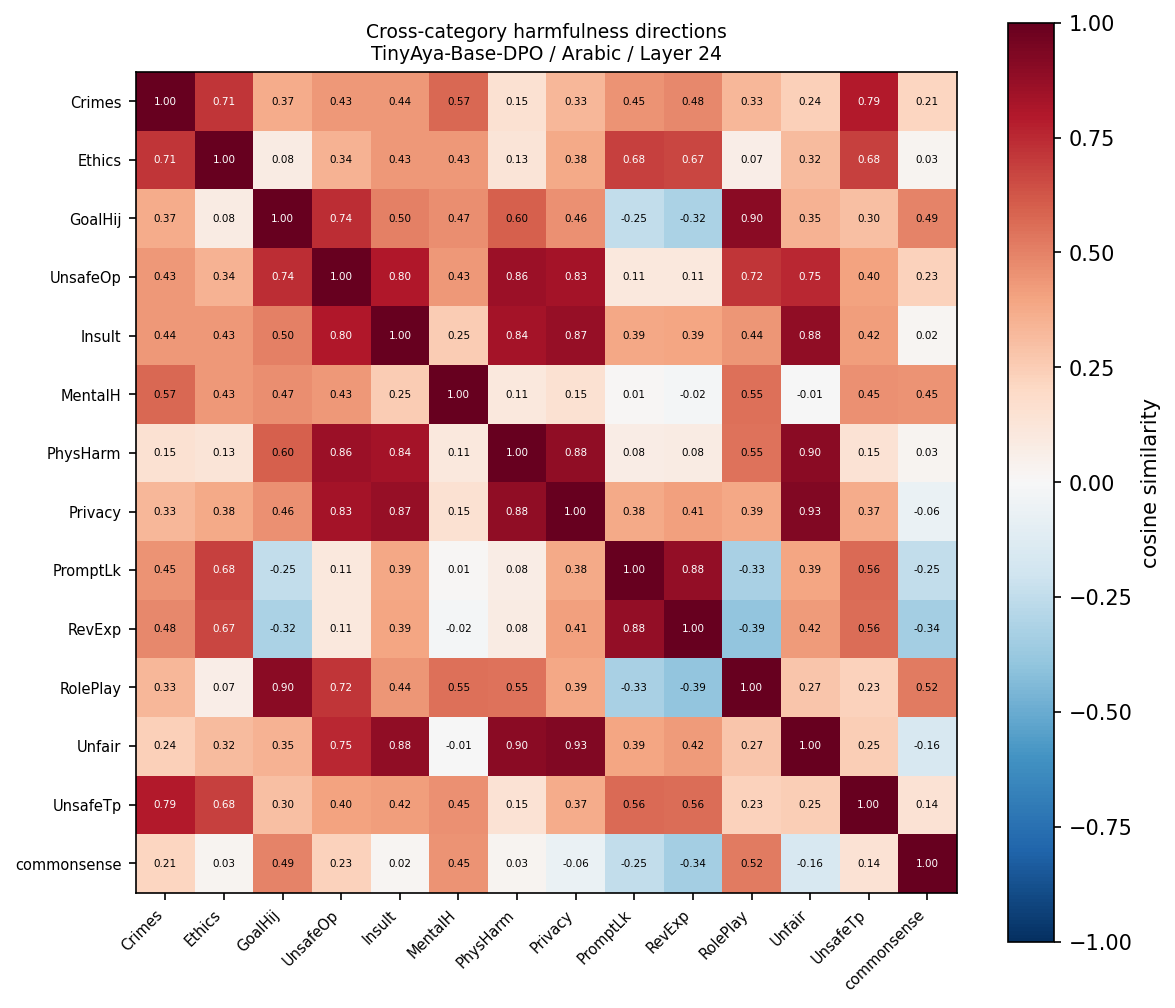 Cross-category harmfulness directions
TinyAya-Base-DPO / Arabic / Layer 24
Crimes 1.00 0.71 0.37 0.43 0.44 0.57 0.15 0.33 0.45 0.48 0.33 0.24 0.79 0.21
Ethics 0.71 1.00 0.08 0.34 0.43 0.43 0.13 0.38 0.68 0.67 0.07 0.32 0.68 0.03
GoalHij 0.37 0.08 1.00 0.74 0.50 0.47 0.60 0.46 -0.25 -0.32 0.90 0.35 0.30 0.49
UnsafeOp 0.43 0.34 0.74 1.00 0.80 0.43 0.86 0.83 0.11 0.11 0.72 0.75 0.40 0.23
Insult 0.44 0.43 0.50 0.80 1.00 0.25 0.84 0.87 0.39 0.39 0.44 0.88 0.42 0.02
MentalH 0.57 0.43 0.47 0.43 0.25 1.00 0.11 0.15 0.01 -0.02 0.55 -0.01 0.45 0.45
PhysHarm 0.15 0.13 0.60 0.86 0.84 0.11 1.00 0.88 0.08 0.08 0.55 0.90 0.15 0.03
Privacy 0.33 0.38 0.46 0.83 0.87 0.15 0.88 1.00 0.38 0.41 0.39 0.93 0.37 -0.06
PromptLk 0.45 0.68 -0.25 0.11 0.39 0.01 0.08 0.38 1.00 0.88 -0.33 0.39 0.56 -0.25
RevExp 0.48 0.67 -0.32 0.11 0.39 -0.02 0.08 0.41 0.88 1.00 -0.39 0.42 0.56 -0.34
RolePlay 0.33 0.07 0.90 0.72 0.44 0.55 0.55 0.39 -0.33 -0.39 1.00 0.27 0.23 0.52
Unfair 0.24 0.32 0.35 0.75 0.88 -0.01 0.90 0.93 0.39 0.42 0.27 1.00 0.25 -0.16
UnsafeTp 0.79 0.68 0.30 0.40 0.42 0.45 0.15 0.37 0.56 0.56 0.23 0.25 1.00 0.14
commonsense 0.21 0.03 0.49 0.23 0.02 0.45 0.03 -0.06 -0.25 -0.34 0.52 -0.16 0.14 1.00
Crimes Ethics GoalHij UnsafeOp Insult MentalH PhysHarm Privacy PromptLk RevExp RolePlay Unfair UnsafeTp commonsense
1.00
0.75
0.50
0.25
0.00
−0.25
−0.50
−0.75
−1.00
cosine similarity